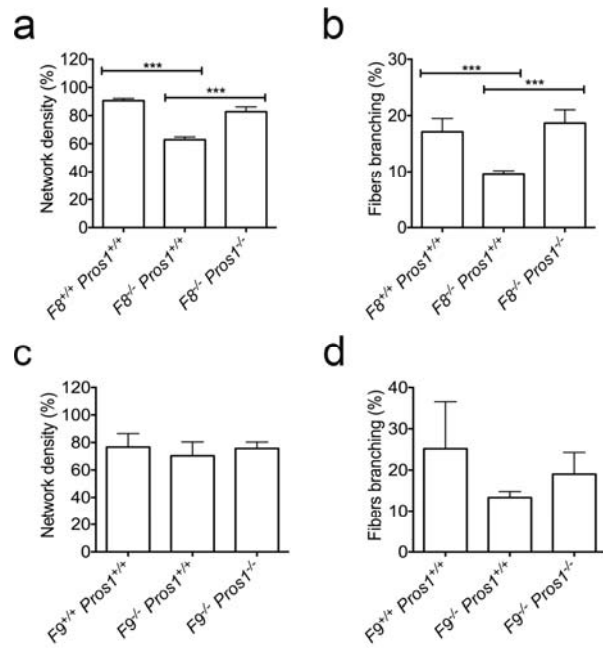 a
Network density (%)
120
100
80
60
40
20
0
***
***
F8+/+ Pros1+/+
F8-/- Pros1+/+
F8-/- Pros1-/-
b
Fibers branching (%)
30
20
10
0
***
***
F8+/+ Pros1+/+
F8-/- Pros1+/+
F8-/- Pros1-/-
c
Network density (%)
120
100
80
60
40
20
0
F9+/+ Pros1+/+
F9-/- Pros1+/+
F9-/- Pros1-/-
d
Fibers branching (%)
40
30
20
10
0
F9+/+ Pros1+/+
F9-/- Pros1+/+
F9-/- Pros1-/-